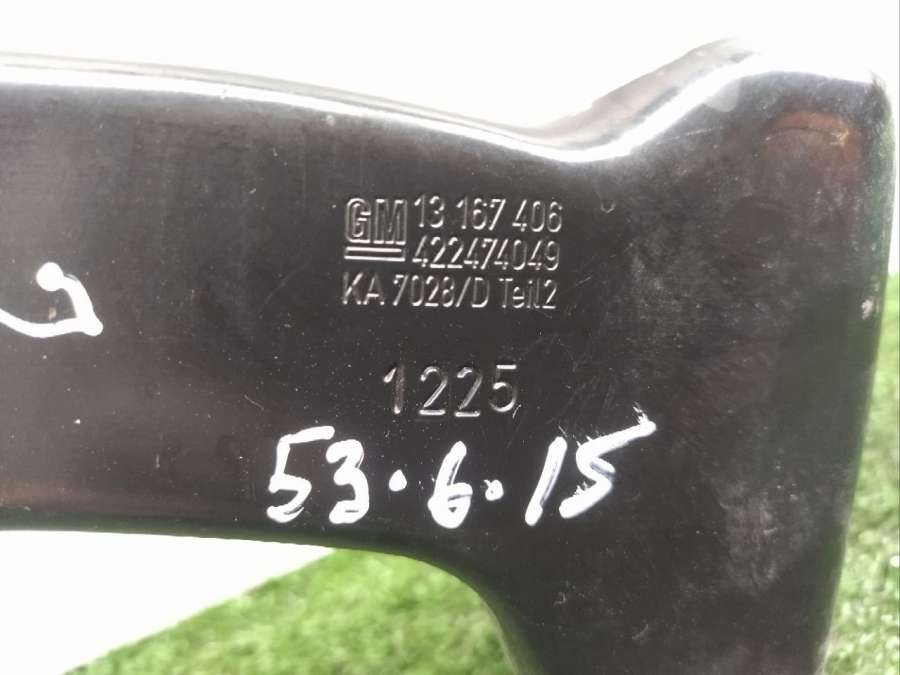 GM 13 167 406
422474049
KA 7028/D Teil2
1225
53.6.15